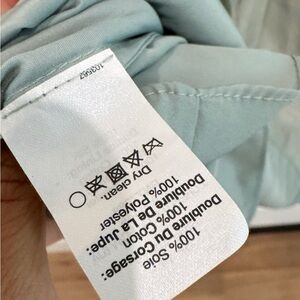 100% Soie
Doublure Du Corsage:
100% Coton
Doublure De La Jupe:
100% Polyester
Dry clean.